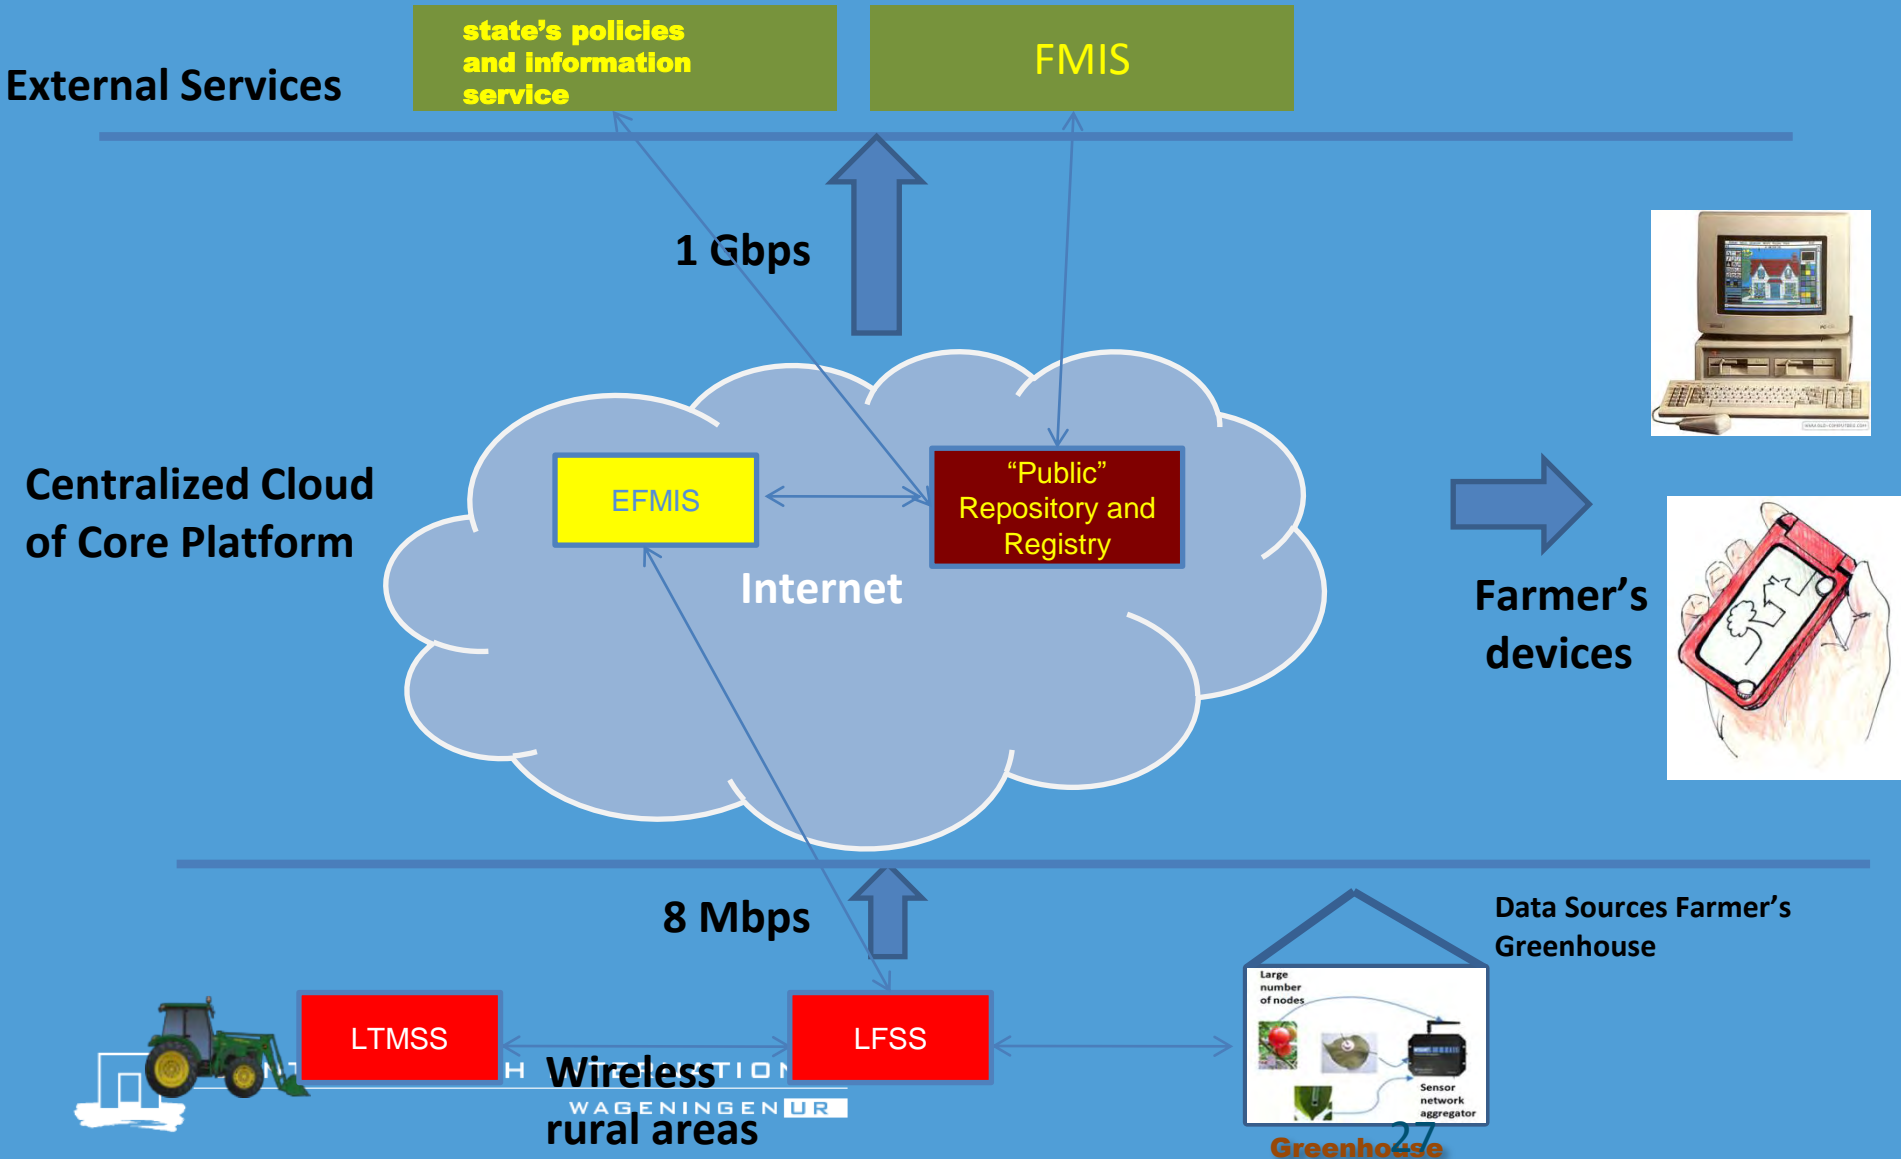 state's policies
and information
service
FMIS
External Services
1 Gbps
Centralized Cloud
of Core Platform
EFMIS
"Public"
Repository and
Registry
Internet
Farmer's
devices
8 Mbps
Data Sources Farmer's
Greenhouse
LTMSS
LFSS
Wireless
rural areas
WAGENINGEN UR
Large
number
of nodes
Sensor
network
aggregator
Greenhouse
27